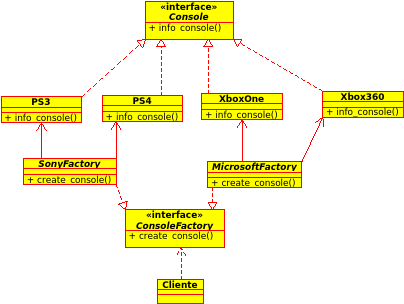 «interface»
Console
+ info_console()
PS3
+ info_console()
PS4
+ info_console()
XboxOne
+ info_console()
Xbox360
+ info_console()
SonyFactory
+ create_console()
MicrosoftFactory
+ create_console()
«interface»
ConsoleFactory
+ create_console()
Cliente